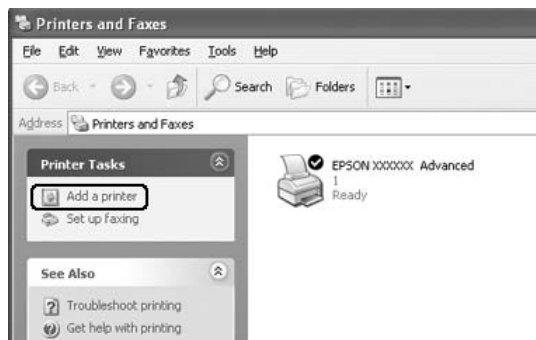 Printers and Faxes
File Edit View Favorites Tools Help
Back Search Folders
Address Printers and Faxes
Printer Tasks
Add a printer
Set up faxing
See Also
Troubleshoot printing
Get help with printing
EPSON XXXXXX Advanced
1
Ready